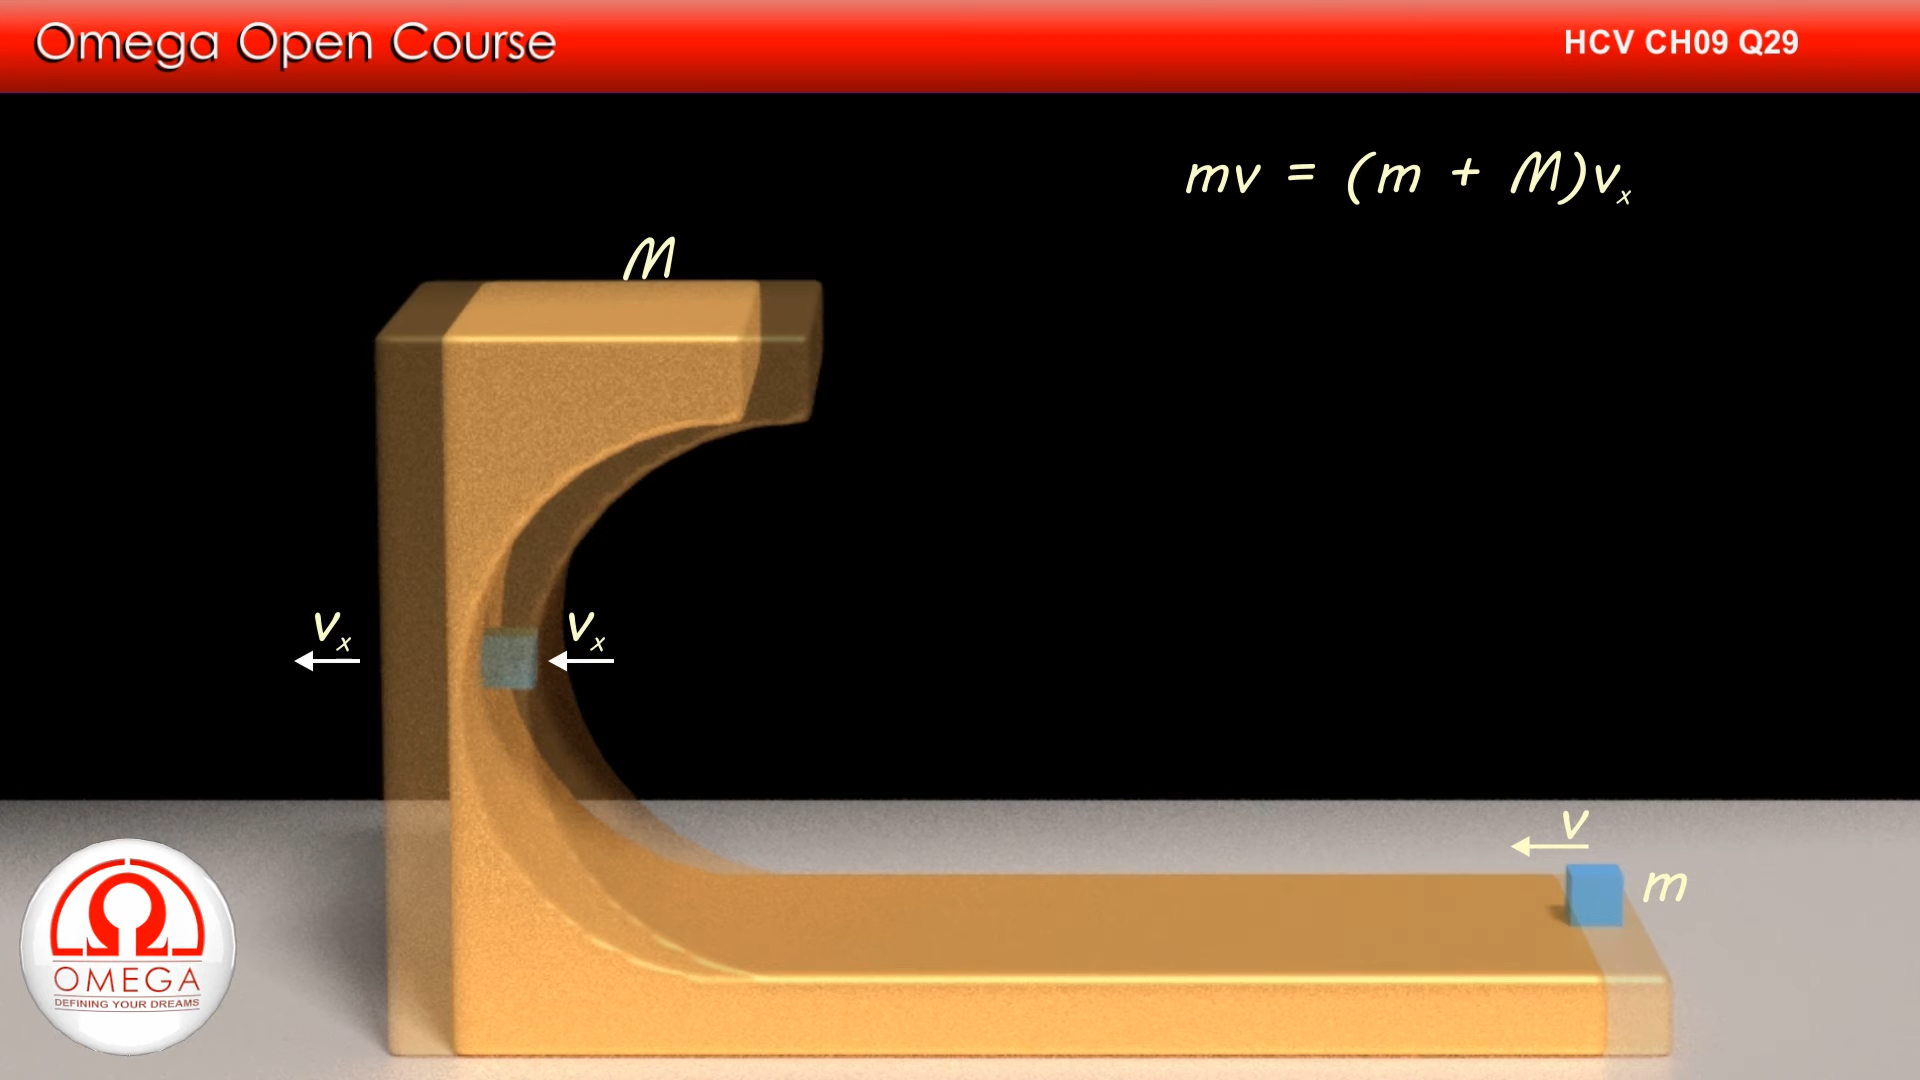 Omega Open Course
HCV CH09 Q29
mv = (m + M)vₓ
M
vₓ
vₓ
v
m
OMEGA
DEFINING YOUR DREAMS